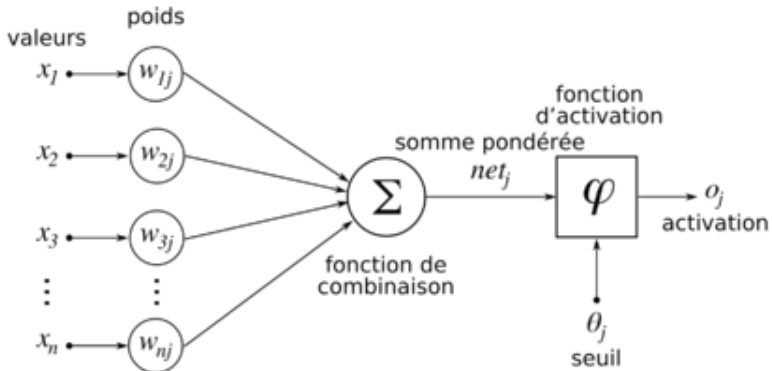 poids
valeurs
x1
w1j
x2
w2j
x3
w3j
⋮
⋮
xn
wnj
Σ
fonction de
combinaison
somme pondérée
netj
fonction
d'activation
φ
oj
activation
θj
seuil